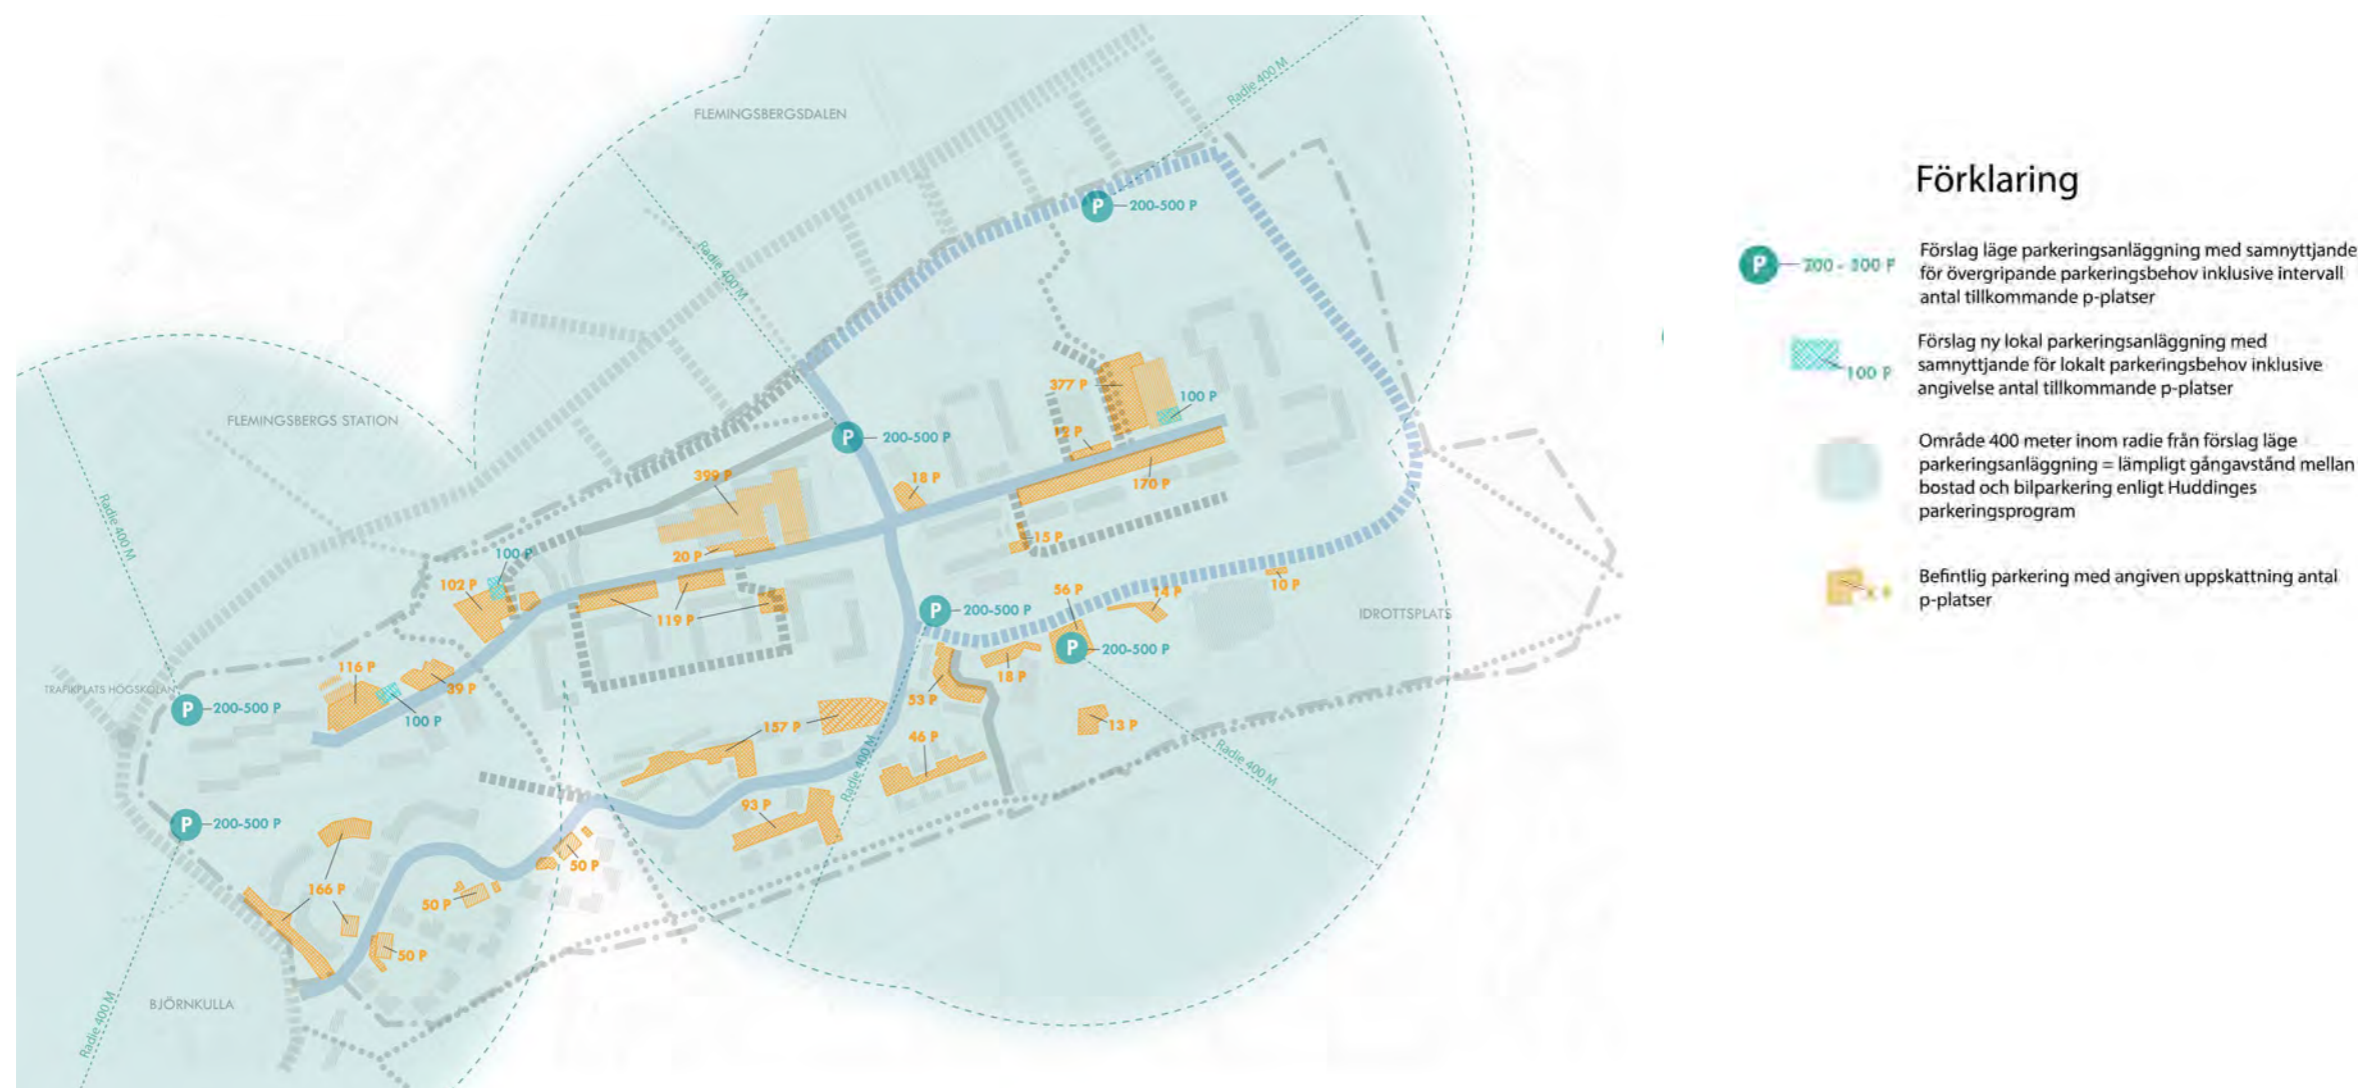 FLEMINGSBERGSDALEN
Radie 400 M
P
200-500 P
Radie 400 M
377 P
100 P
12 P
170 P
P
200-500 P
FLEMINGSBERGS STATION
399 P
18 P
Radie 400 M
15 P
20 P
100 P
102 P
119 P
P
200-500 P
56 P
14 P
10 P
IDROTTSPLATS
P
200-500 P
18 P
53 P
116 P
39 P
100 P
TRAFIKPLATS HÖGSKOLAN
P
200-500 P
157 P
46 P
13 P
Radie 400 M
Radie 400 M
93 P
P
200-500 P
50 P
166 P
50 P
50 P
BJÖRNKULLA
Radie 400 M
Förklaring
P
Förslag läge parkeringsanläggning med samnyttjande
för övergripande parkeringsbehov inklusive intervall
antal tillkommande p-platser
100 P
Förslag ny lokal parkeringsanläggning med
samnyttjande för lokalt parkeringsbehov inklusive
angivelse antal tillkommande p-platser
Område 400 meter inom radie från förslag läge
parkeringsanläggning = lämpligt gångavstånd mellan
bostad och bilparkering enligt Huddinges
parkeringsprogram
Befintlig parkering med angiven uppskattning antal
p-platser